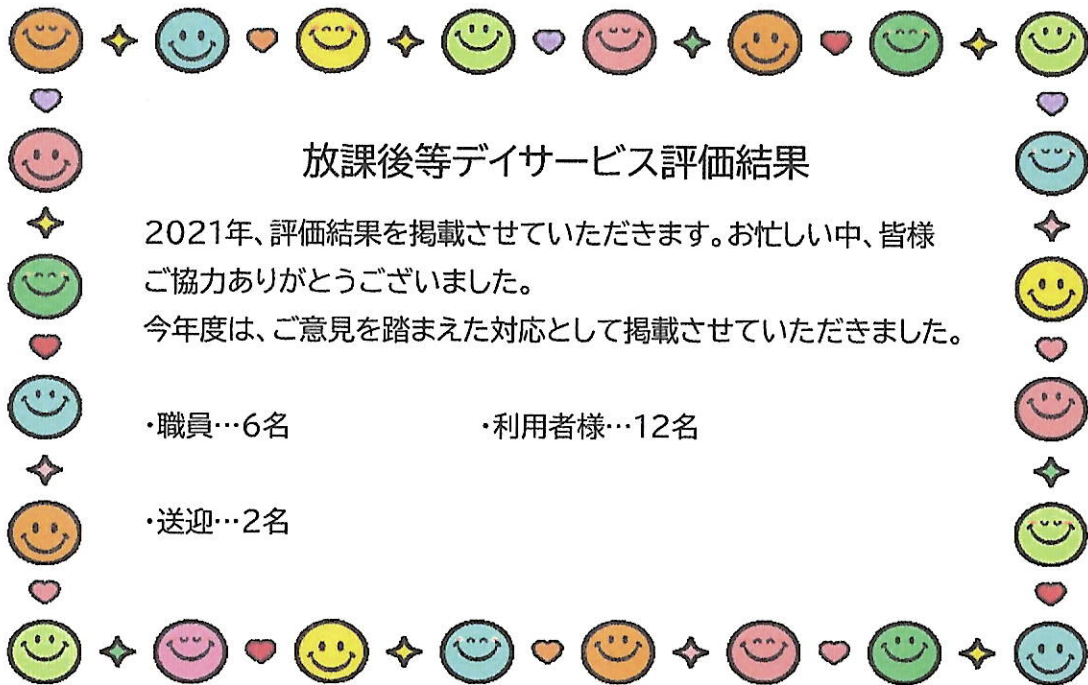 放課後等デイサービス評価結果
2021年、評価結果を掲載させていただきます。お忙しい中、皆様
ご協力ありがとうございました。
今年度は、ご意見を踏まえた対応として掲載させていただきました。
・職員…6名 ・利用者様…12名
・送迎…2名